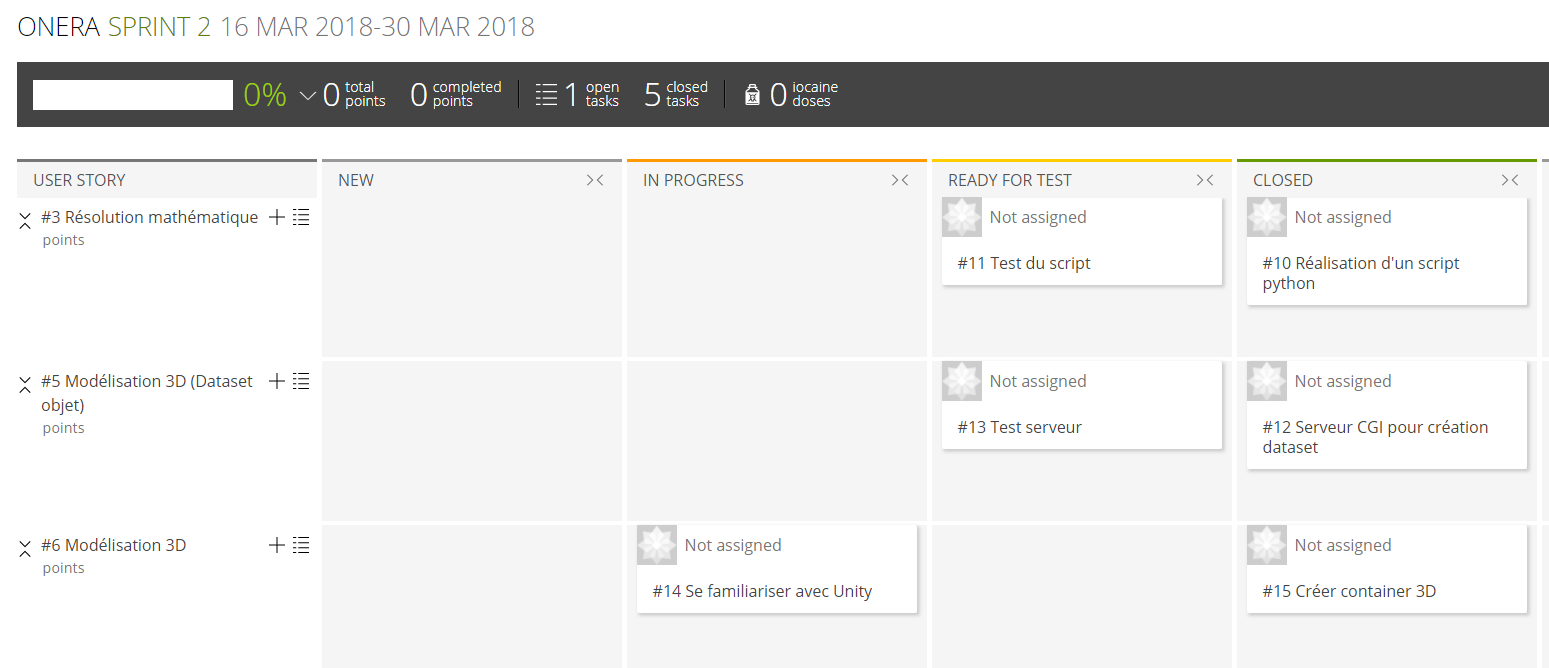 ONERA SPRINT 2 16 MAR 2018-30 MAR 2018
0% 0 total points 0 completed points 1 open tasks 5 closed tasks 0 iocaine doses
USER STORY NEW IN PROGRESS READY FOR TEST CLOSED
#3 Résolution mathématique
points
Not assigned
#11 Test du script
Not assigned
#10 Réalisation d'un script
python
#5 Modélisation 3D (Dataset
objet)
points
Not assigned
#13 Test serveur
Not assigned
#12 Serveur CGI pour création
dataset
#6 Modélisation 3D
points
Not assigned
#14 Se familiariser avec Unity
Not assigned
#15 Créer container 3D